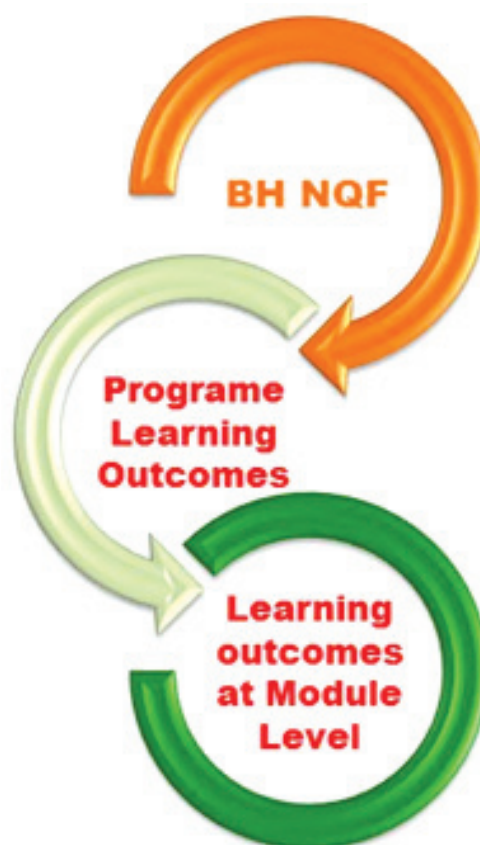 BH NQF
Programe
Learning
Outcomes
Learning
outcomes
at Module
Level